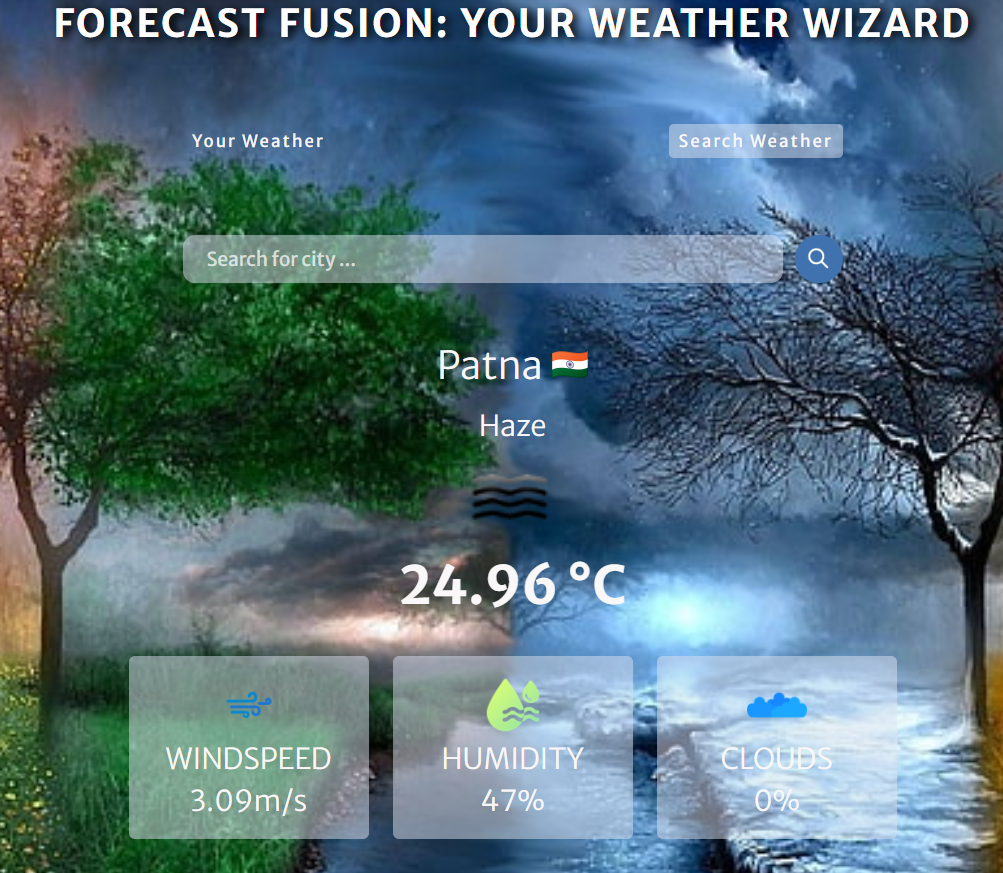 FORECAST FUSION: YOUR WEATHER WIZARD
Your Weather Search Weather
Search for city ...
Patna 🇮🇳
Haze
24.96 °C
WINDSPEED HUMIDITY CLOUDS
3.09m/s 47% 0%